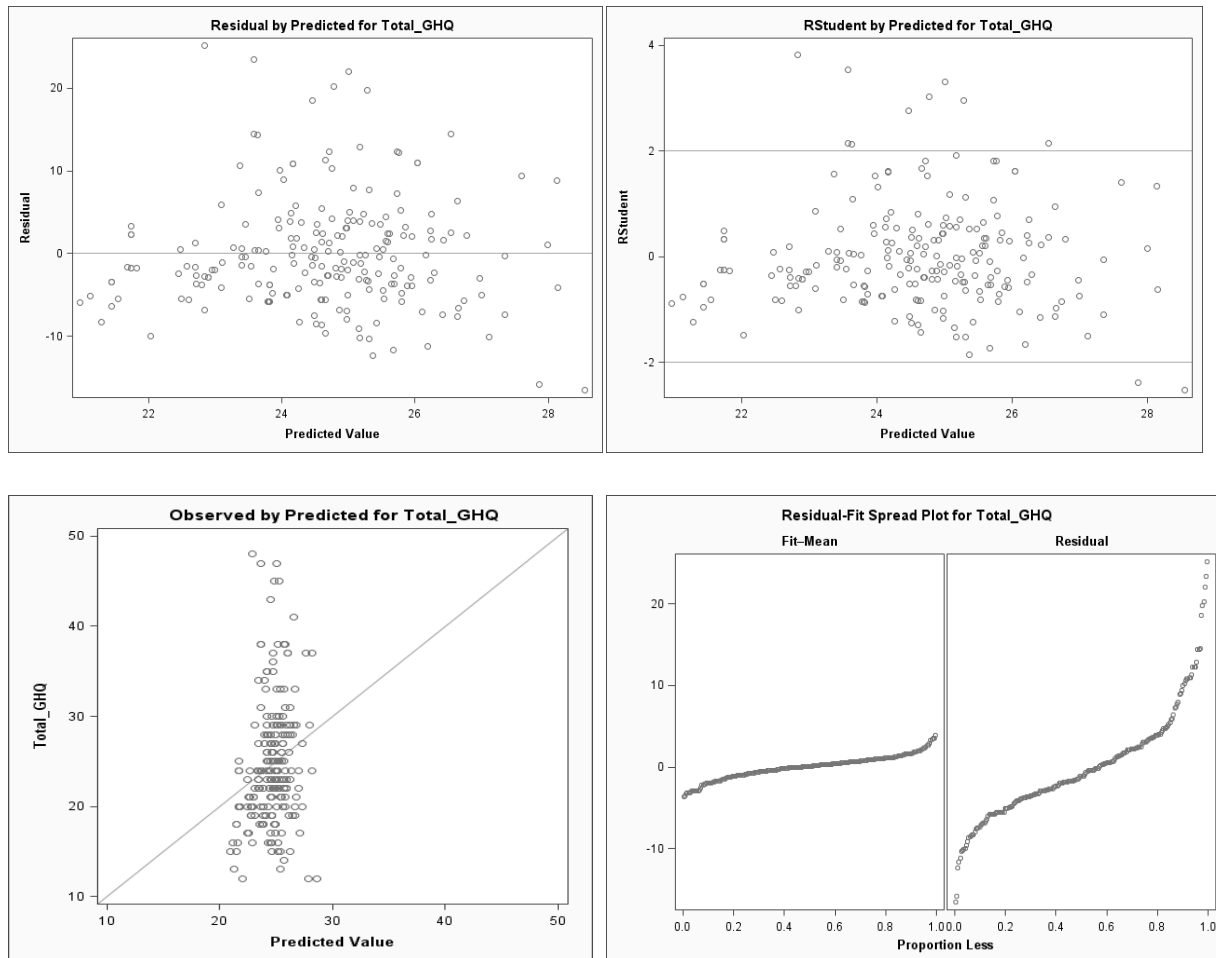 Residual by Predicted for Total_GHQ
Residual
20
10
0
-10
22
24
26
28
Predicted Value
RStudent by Predicted for Total_GHQ
RStudent
4
2
0
-2
22
24
26
28
Predicted Value
Observed by Predicted for Total_GHQ
Total_GHQ
50
40
30
20
10
10
20
30
40
50
Predicted Value
Residual-Fit Spread Plot for Total_GHQ
Fit–Mean
Residual
20
10
0
-10
0.0 0.2 0.4 0.6 0.8 1.0
0.0 0.2 0.4 0.6 0.8 1.0
Proportion Less